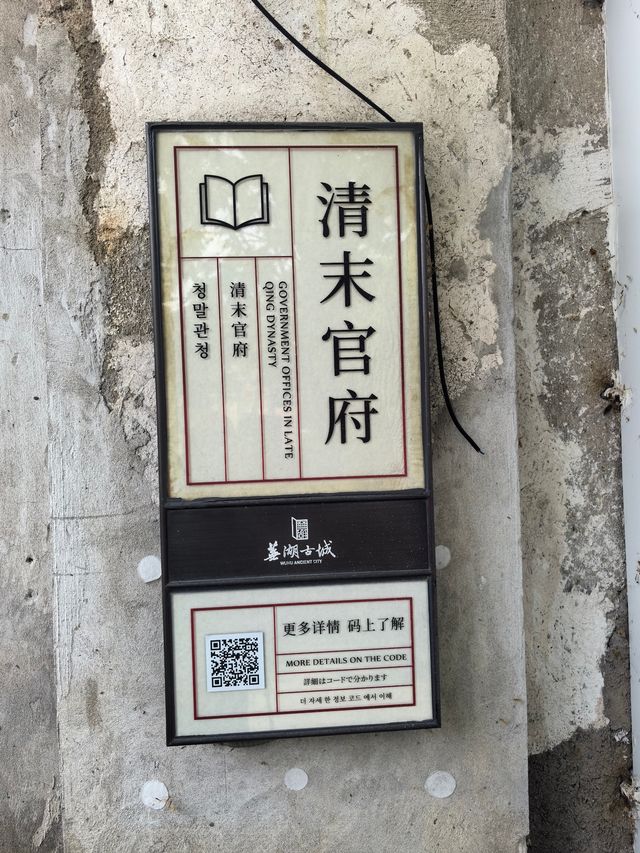 清末官府
GOVERNMENT OFFICES IN LATE
QING DYNASTY
清末官府
청말관청
蕪湖古城
WUHU ANCIENT CITY
更多详情 码上了解
MORE DETAILS ON THE CODE
詳細はコードで分かります
더 자세 한 정보 코드 에서 이해